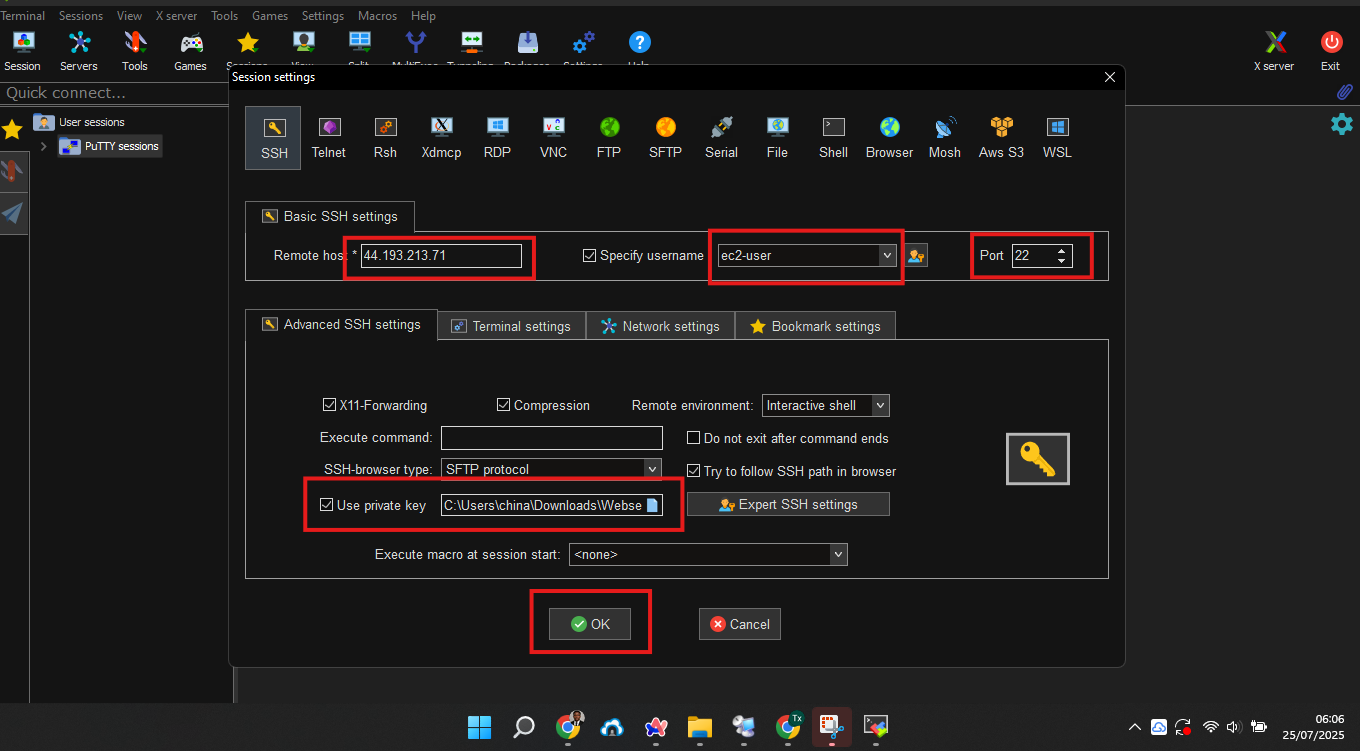 Terminal Sessions View X server Tools Games Settings Macros Help
Session Servers Tools Games Sessions View Split MultiExec Tunneling Packages Settings Help X server Exit
Session settings
Quick connect...
User sessions
PuTTY sessions
SSH Telnet Rsh Xdmcp RDP VNC FTP SFTP Serial File Shell Browser Mosh Aws S3 WSL
Basic SSH settings
Remote host * 44.193.213.71 Specify username ec2-user Port 22
Advanced SSH settings Terminal settings Network settings Bookmark settings
X11-Forwarding Compression Remote environment: Interactive shell
Execute command: Do not exit after command ends
SSH-browser type: SFTP protocol Try to follow SSH path in browser
Use private key C:\Users\china\Downloads\Webse Expert SSH settings
Execute macro at session start: <none>
OK Cancel
Tx
06:06
25/07/2025